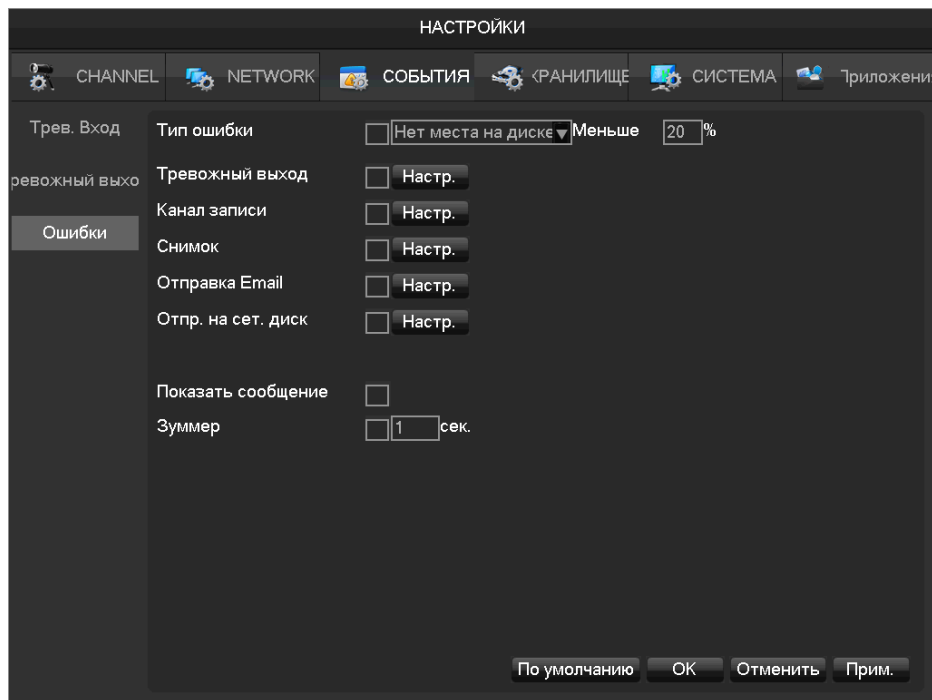 НАСТРОЙКИ
CHANNEL NETWORK СОБЫТИЯ ХРАНИЛИЩЕ СИСТЕМА Приложени
Трев. Вход
ревожный выхо
Ошибки
Тип ошибки Нет места на диске Меньше 20 %
Тревожный выход Настр.
Канал записи Настр.
Снимок Настр.
Отправка Email Настр.
Отпр. на сет. диск Настр.
Показать сообщение
Зуммер 1 сек.
По умолчанию OK Отменить Прим.